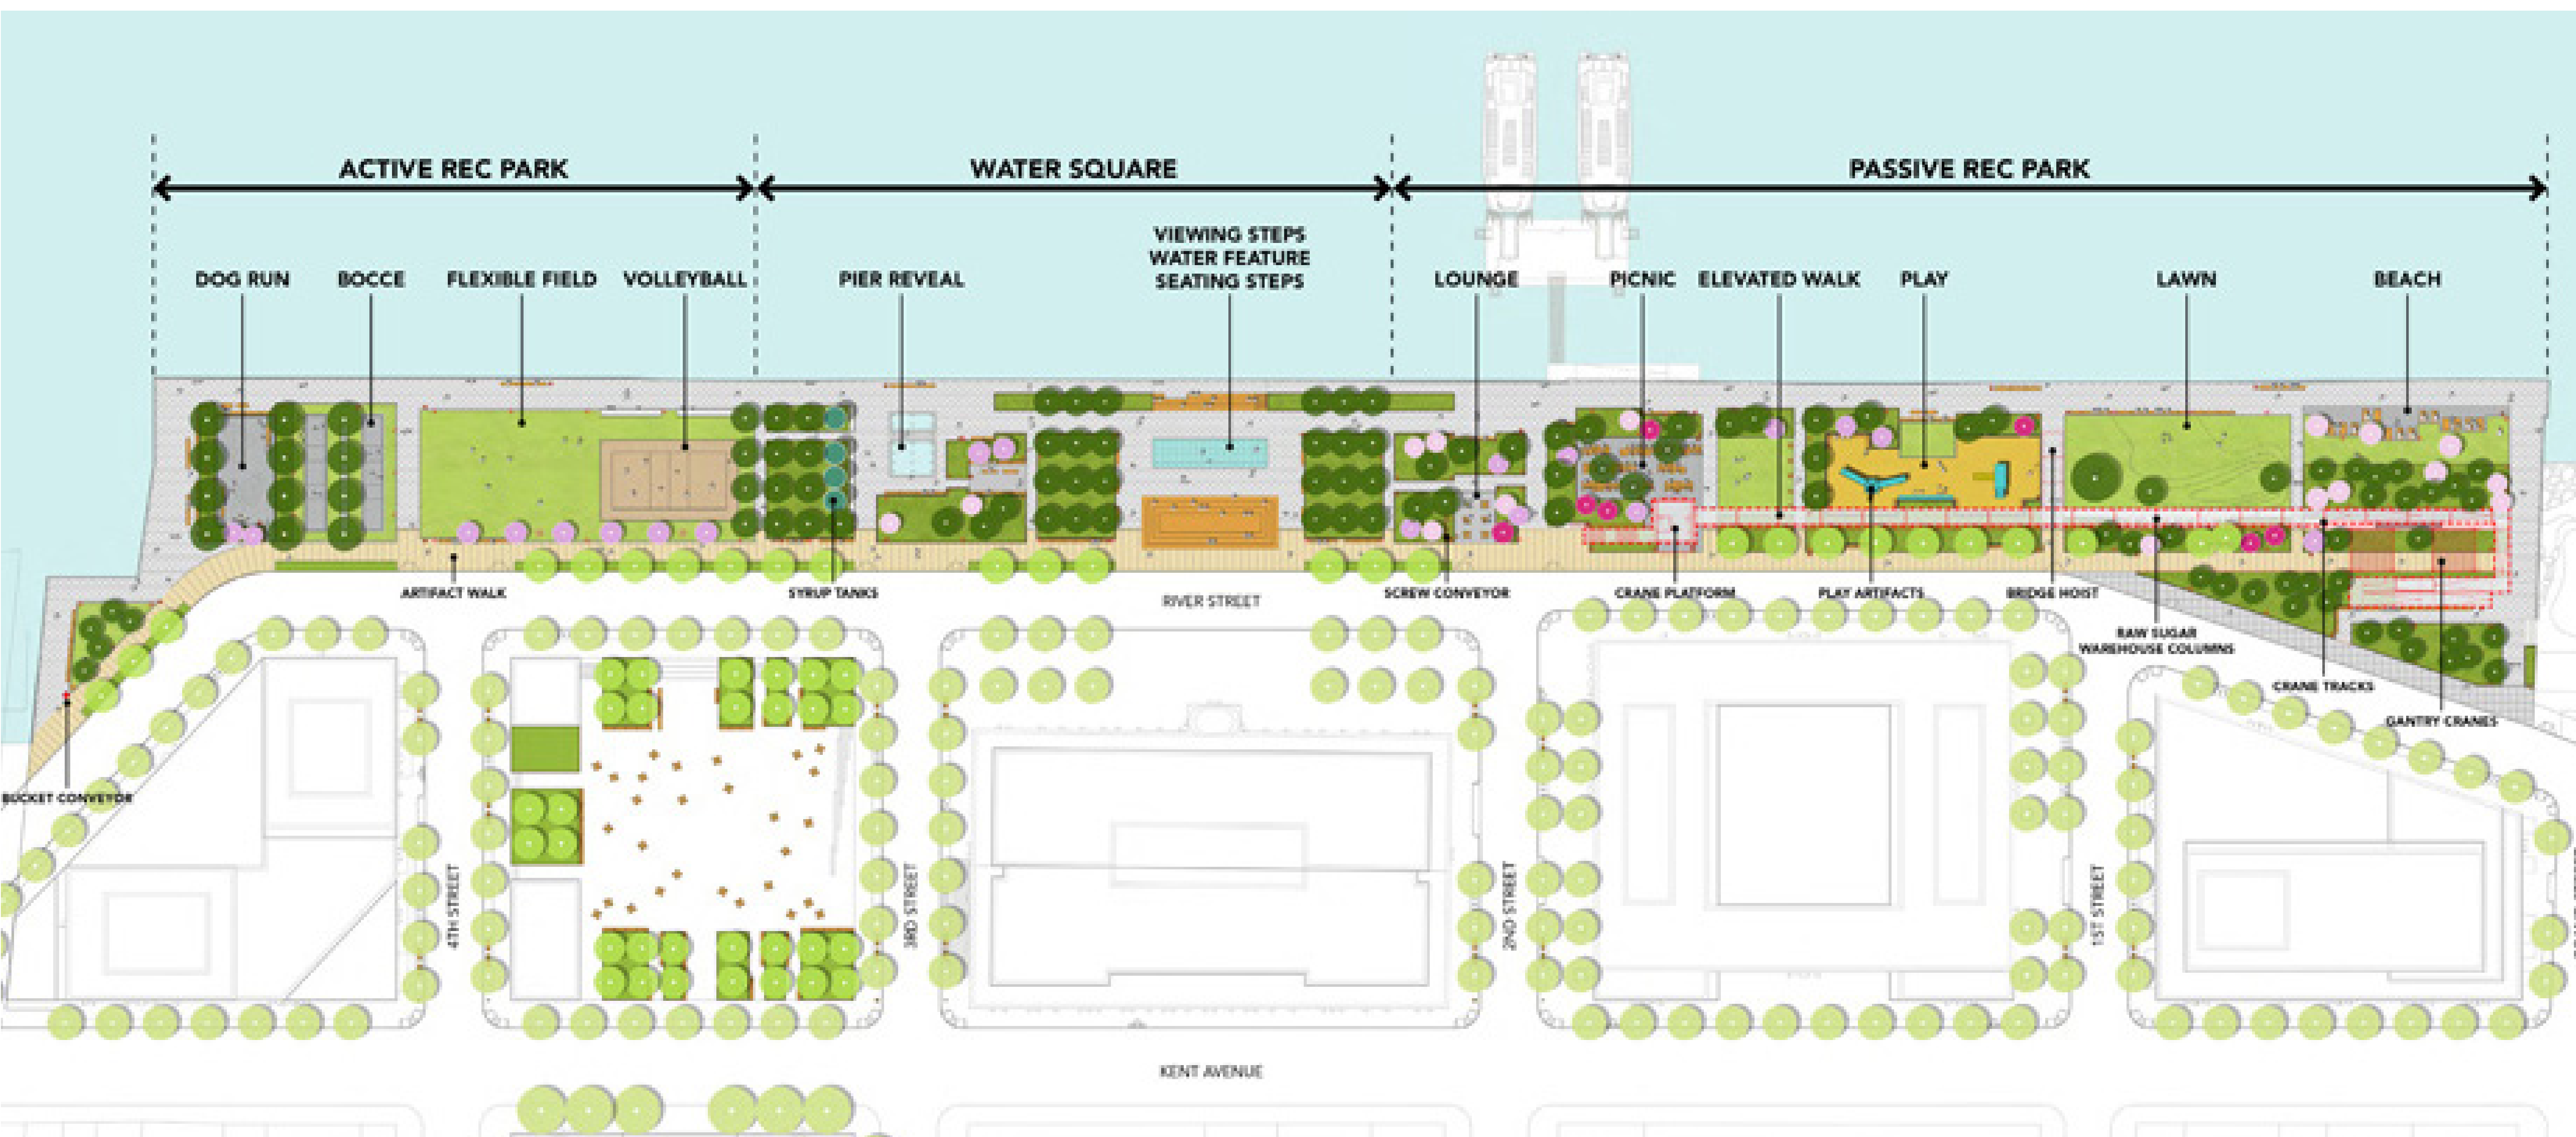 ACTIVE REC PARK
WATER SQUARE
PASSIVE REC PARK
DOG RUN
BOCCE
FLEXIBLE FIELD
VOLLEYBALL
PIER REVEAL
VIEWING STEPS
WATER FEATURE
SEATING STEPS
LOUNGE
PICNIC
ELEVATED WALK
PLAY
LAWN
BEACH
ARTIFACT WALK
SYRUP TANKS
RIVER STREET
SCREW CONVEYOR
CRANE PLATFORM
PLAY ARTIFACTS
BRIDGE HOIST
RAW SUGAR
WAREHOUSE COLUMNS
CRANE TRACKS
GANTRY CRANES
BUCKET CONVEYOR
4TH STREET
3RD STREET
2ND STREET
1ST STREET
KENT AVENUE